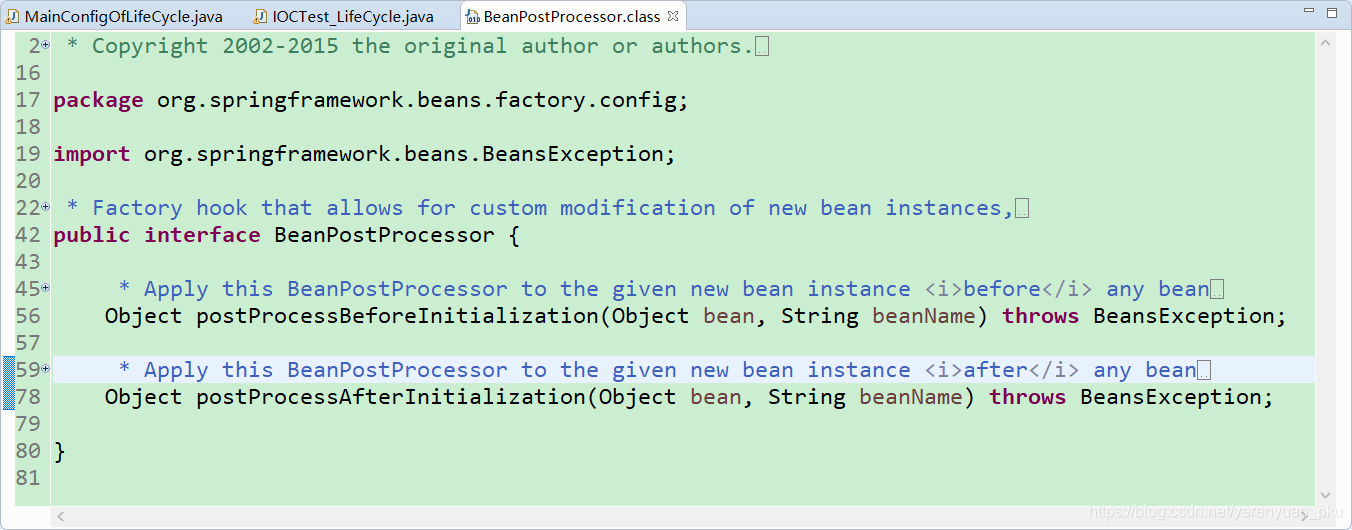 MainConfigOfLifeCycle.java IOCTest_LifeCycle.java BeanPostProcessor.class
2 * Copyright 2002-2015 the original author or authors.
16
17 package org.springframework.beans.factory.config;
18
19 import org.springframework.beans.BeansException;
20
22 * Factory hook that allows for custom modification of new bean instances,
42 public interface BeanPostProcessor {
43
45 * Apply this BeanPostProcessor to the given new bean instance <i>before</i> any bean
56 Object postProcessBeforeInitialization(Object bean, String beanName) throws BeansException;
57
59 * Apply this BeanPostProcessor to the given new bean instance <i>after</i> any bean
78 Object postProcessAfterInitialization(Object bean, String beanName) throws BeansException;
79
80 }
81
https://blog.csdn.net/yerenyuan_pku